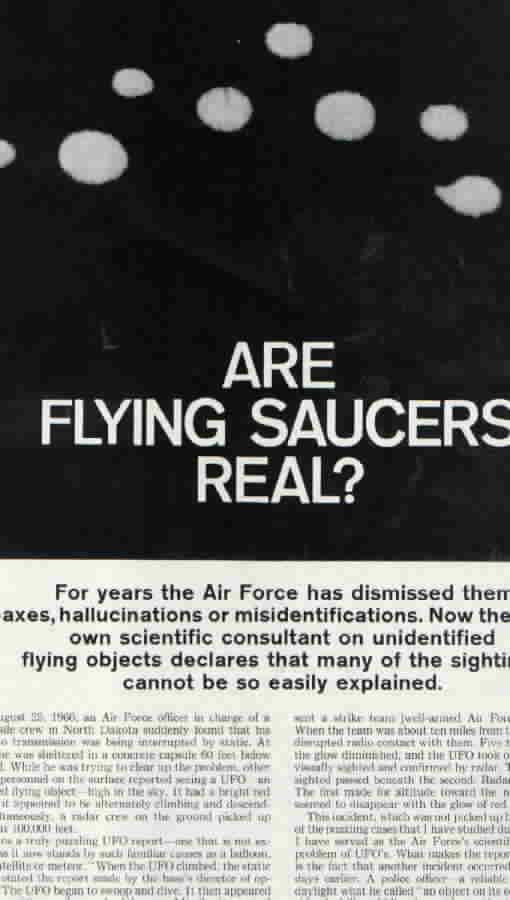 ARE
FLYING SAUCERS
REAL?
For years the Air Force has dismissed them
axes, hallucinations or misidentifications. Now the
own scientific consultant on unidentified
flying objects declares that many of the sightin
cannot be so easily explained.
gust 25, 1966, an Air Force officer in charge of a
sile crew in North Dakota suddenly found that his
o transmission was being interrupted by static. At
he was sheltered in a concrete capsule 60 feet below
d. While he was trying to clear up the problem, other
personnel on the surface reported seeing a UFO—an
ed flying object—high in the sky. It had a bright red
it appeared to be alternately climbing and descend-
taneously, a radar crew on the ground picked up
at 100,000 feet.
ns a truly puzzling UFO report—one that is not ex-
as it now stands by such familiar causes as a balloon,
tellite or meteor. "When the UFO climbed, the static
stated the report made by the base's director of op-
"The UFO began to swoop and dive. It then appeared
sent a strike team [well-armed Air Forc
When the team was about ten miles from t
disrupted radio contact with them. Five
the glow diminished, and the UFO took o
visually sighted and confirmed by radar. T
sighted passed beneath the second. Radar
The first made for altitude toward the n
seemed to disappear with the glow of red
This incident, which was not picked up b
of the puzzling cases that I have studied du
I have served as the Air Force's scientif
problem of UFO's. What makes the repor
is the fact that another incident occurred
days earlier. A police officer—a reliable
daylight what he called "an object on its e